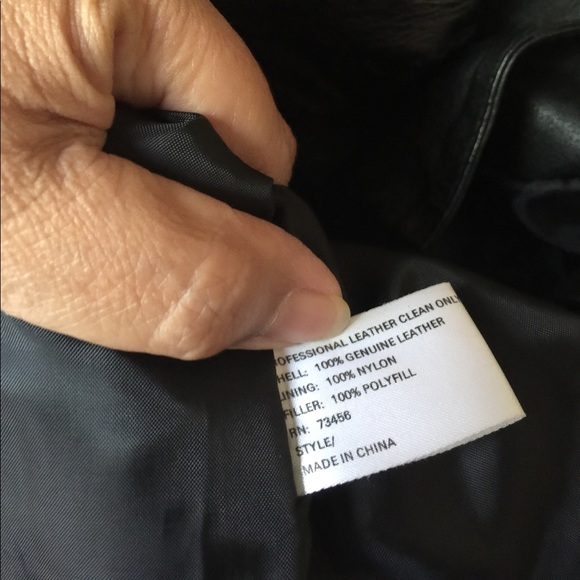 ROFESSIONAL LEATHER CLEAN ONLY
HELL: 100% GENUINE LEATHER
LINING: 100% NYLON
FILLER: 100% POLYFILL
RN: 73456
STYLE/
MADE IN CHINA